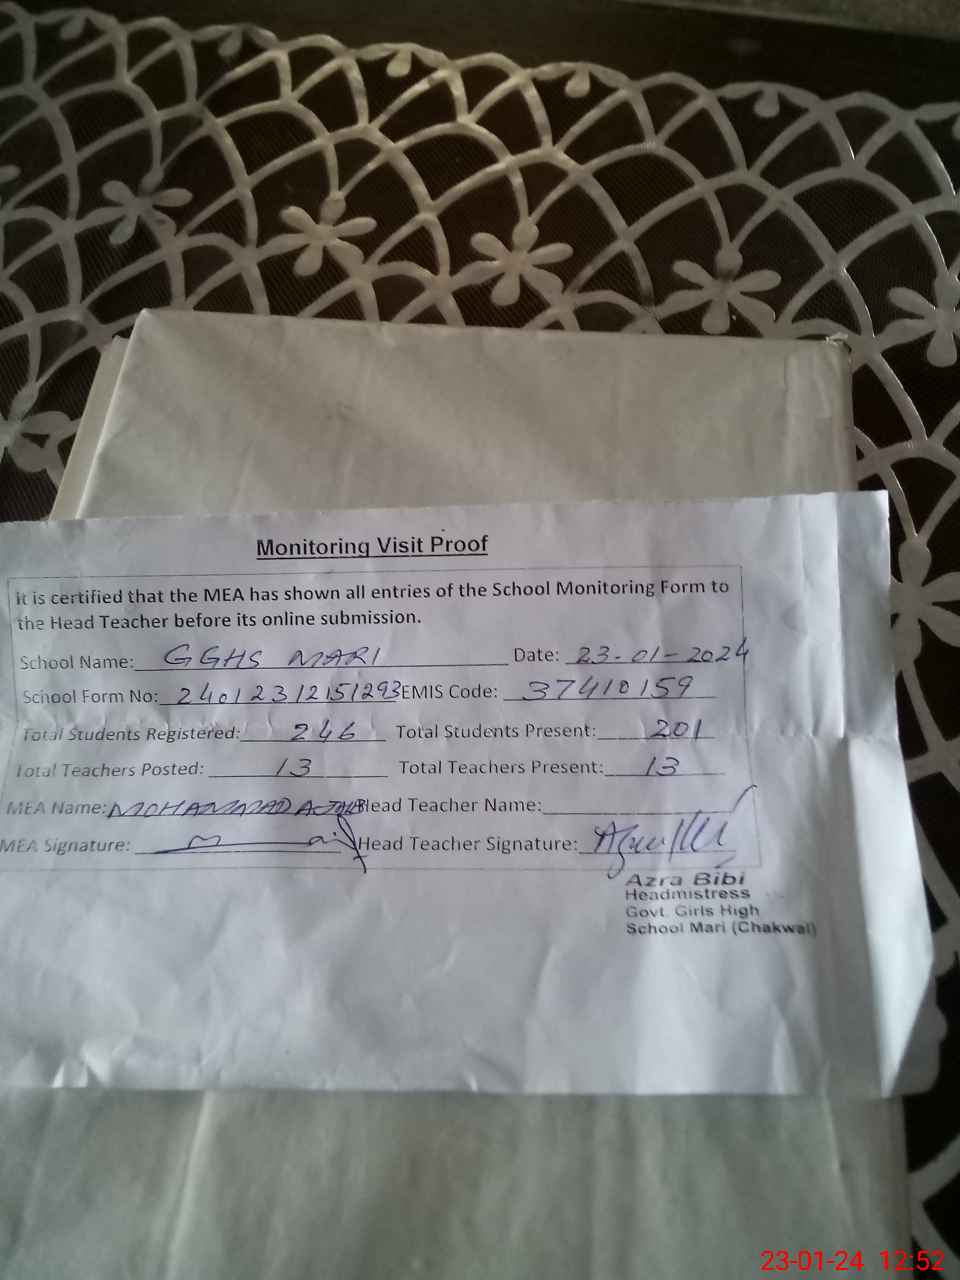 Monitoring Visit Proof
It is certified that the MEA has shown all entries of the School Monitoring Form to
the Head Teacher before its online submission.
School Name: GGHS MARI Date: 23-01-2024
School Form No: 24012312151293 EMIS Code: 37410159
Total Students Registered: 246 Total Students Present: 201
Total Teachers Posted: 13 Total Teachers Present: 13
MEA Name: MOHAMMAD Head Teacher Name:
MEA Signature: Head Teacher Signature:
Azra Bibi
Headmistress
Govt. Girls High
School Mari (Chakwal)
23-01-24 12:52